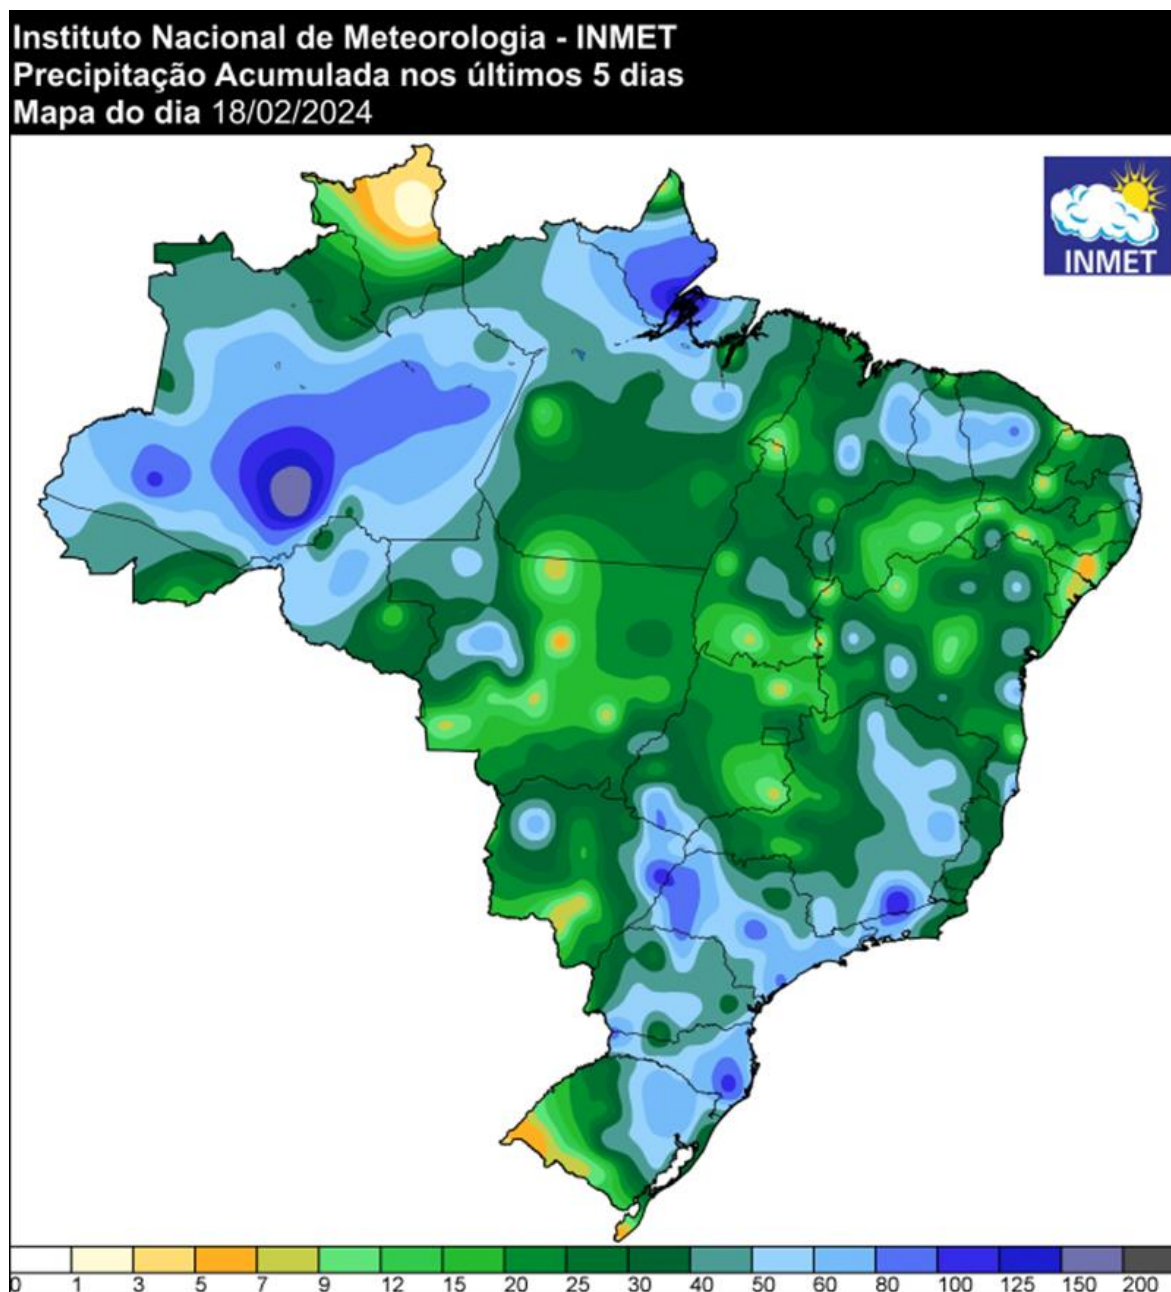 Instituto Nacional de Meteorologia - INMET
Precipitação Acumulada nos últimos 5 dias
Mapa do dia 18/02/2024
INMET
0 1 3 5 7 9 12 15 20 25 30 40 50 60 80 100 125 150 200